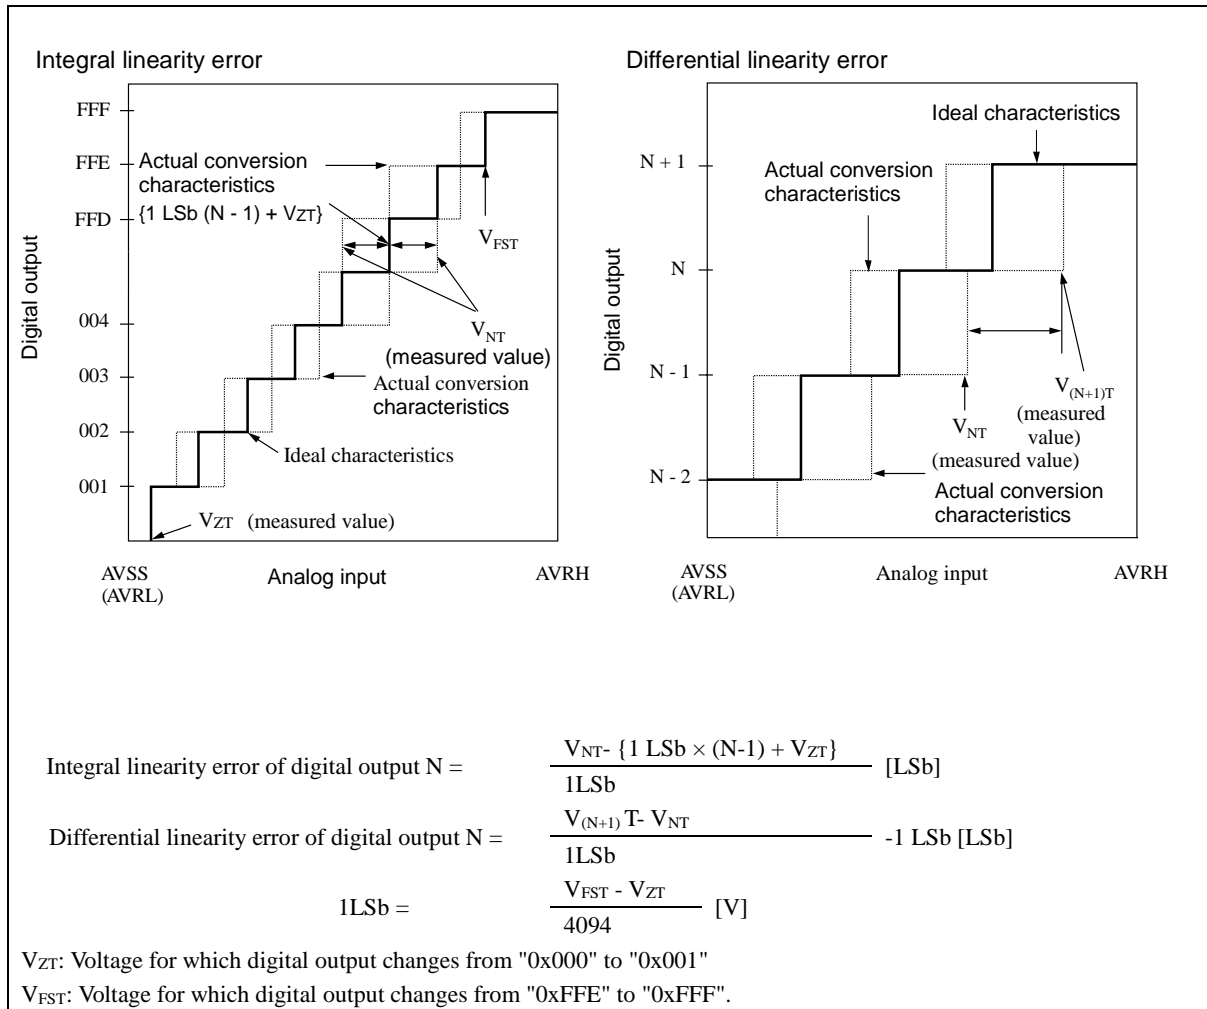 Integral linearity error
FFF
FFE
FFD
004
003
002
001
Digital output
Actual conversion
characteristics
{1 LSb (N - 1) + VZT}
VFST
VNT
(measured value)
Actual conversion
characteristics
Ideal characteristics
VZT (measured value)
AVSS
(AVRL)
Analog input
AVRH
Differential linearity error
N + 1
N
N - 1
N - 2
Digital output
Ideal characteristics
Actual conversion
characteristics
V(N+1)T
(measured
value)
VNT
(measured value)
Actual conversion
characteristics
AVSS
(AVRL)
Analog input
AVRH
Integral linearity error of digital output N = VNT- {1 LSb × (N-1) + VZT} [LSb]
1LSb
Differential linearity error of digital output N = V(N+1) T- VNT -1 LSb [LSb]
1LSb
1LSb = VFST - VZT [V]
4094
VZT: Voltage for which digital output changes from "0x000" to "0x001"
VFST: Voltage for which digital output changes from "0xFFE" to "0xFFF".